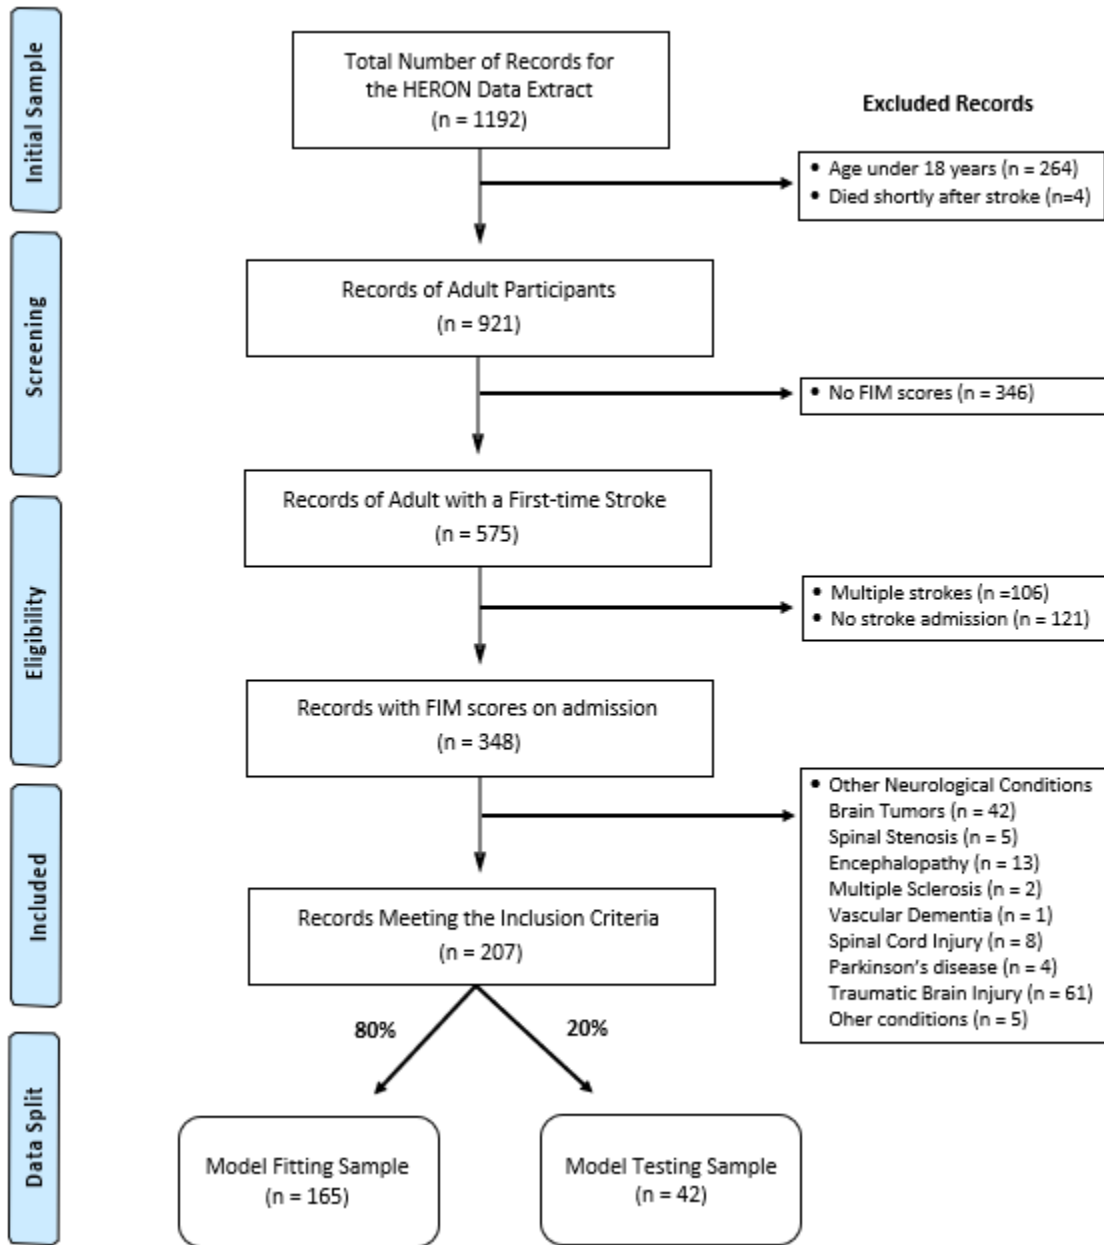 Initial Sample
Total Number of Records for
the HERON Data Extract
(n = 1192)
Excluded Records
• Age under 18 years (n = 264)
• Died shortly after stroke (n=4)
Screening
Records of Adult Participants
(n = 921)
• No FIM scores (n = 346)
Records of Adult with a First-time Stroke
(n = 575)
Eligibility
• Multiple strokes (n =106)
• No stroke admission (n = 121)
Records with FIM scores on admission
(n = 348)
Included
• Other Neurological Conditions
Brain Tumors (n = 42)
Spinal Stenosis (n = 5)
Encephalopathy (n = 13)
Multiple Sclerosis (n = 2)
Vascular Dementia (n = 1)
Spinal Cord Injury (n = 8)
Parkinson's disease (n = 4)
Traumatic Brain Injury (n = 61)
Oher conditions (n = 5)
Records Meeting the Inclusion Criteria
(n = 207)
80%
20%
Data Split
Model Fitting Sample
(n = 165)
Model Testing Sample
(n = 42)